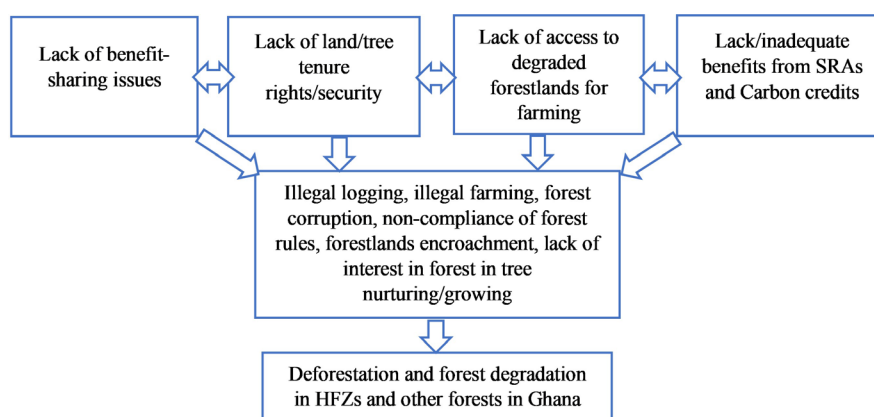 Lack of benefit-
sharing issues
Lack of land/tree
tenure
rights/security
Lack of access to
degraded
forestlands for
farming
Lack/inadequate
benefits from SRAs
and Carbon credits
Illegal logging, illegal farming, forest
corruption, non-compliance of forest
rules, forestlands encroachment, lack of
interest in forest in tree
nurturing/growing
Deforestation and forest degradation
in HFZs and other forests in Ghana